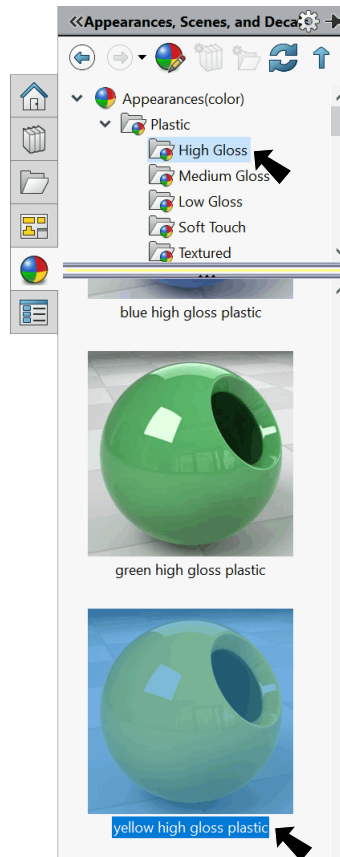 «Appearances, Scenes, and Deca
Appearances(color)
Plastic
High Gloss
Medium Gloss
Low Gloss
Soft Touch
Textured
blue high gloss plastic
green high gloss plastic
yellow high gloss plastic